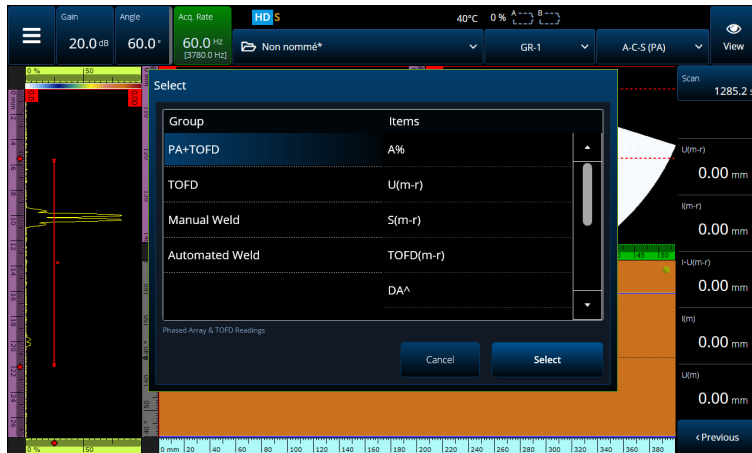 Gain
20.0 dB
Angle
60.0 °
Acq. Rate
60.0 Hz
[3780.0 Hz]
HD S
40°C 0 % A B
Non nommé*
GR-1
A-C-S (PA)
View
Scan
1285.2 s
U(m-r)
0.00 mm
I(m-r)
0.00 mm
I-U(m-r)
0.00 mm
I(m)
0.00 mm
U(m)
0.00 mm
< Previous
Select
Group Items
PA+TOFD A%
TOFD U(m-r)
Manual Weld S(m-r)
Automated Weld TOFD(m-r)
DA^
Phased Array & TOFD Readings
Cancel Select
0 % 50
0 % 50
0 mm 20 40 60 80 100 120 140 160 180 200 220 240 260 280 300 320 340 360 380